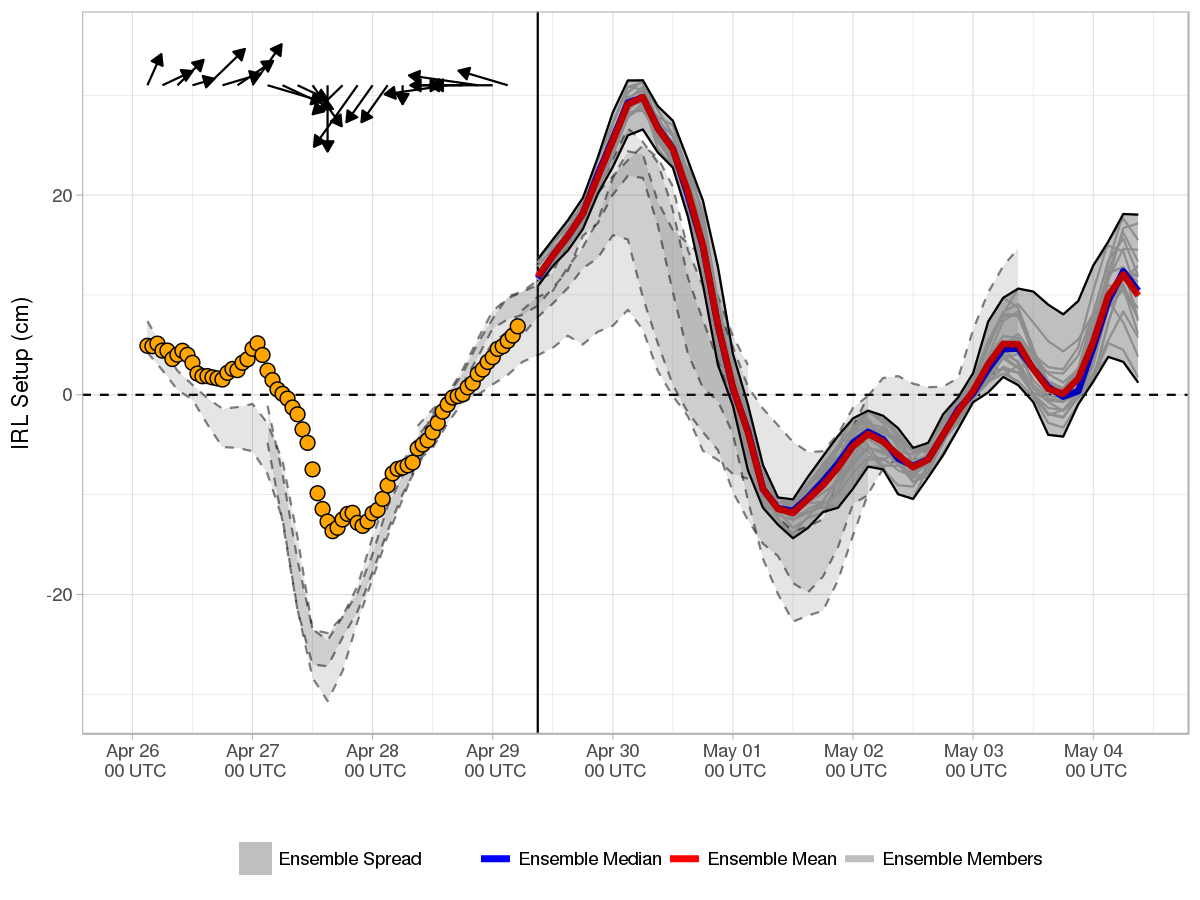 IRL Setup (cm)
20
0
-20
Apr 26
00 UTC
Apr 27
00 UTC
Apr 28
00 UTC
Apr 29
00 UTC
Apr 30
00 UTC
May 01
00 UTC
May 02
00 UTC
May 03
00 UTC
May 04
00 UTC
Ensemble Spread
Ensemble Median
Ensemble Mean
Ensemble Members